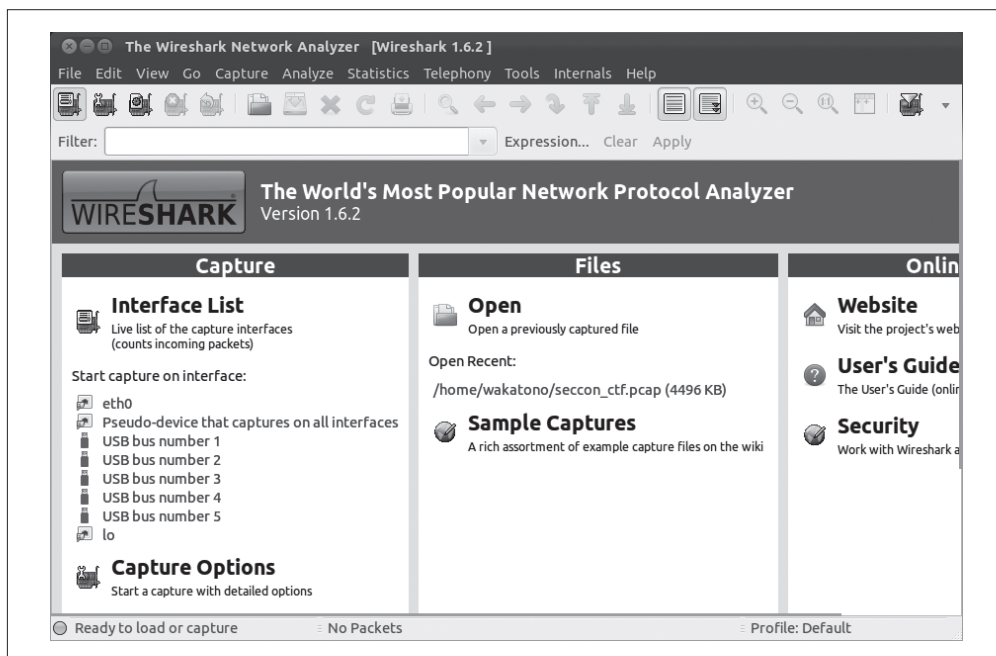 The Wireshark Network Analyzer [Wireshark 1.6.2 ]
File Edit View Go Capture Analyze Statistics Telephony Tools Internals Help
Filter:
Expression... Clear Apply
WIRESHARK
The World's Most Popular Network Protocol Analyzer
Version 1.6.2
Capture
Interface List
Live list of the capture interfaces
(counts incoming packets)
Start capture on interface:
eth0
Pseudo-device that captures on all interfaces
USB bus number 1
USB bus number 2
USB bus number 3
USB bus number 4
USB bus number 5
lo
Capture Options
Start a capture with detailed options
Files
Open
Open a previously captured file
Open Recent:
/home/wakatono/seccon_ctf.pcap (4496 KB)
Sample Captures
A rich assortment of example capture files on the wiki
Onlin
Website
Visit the project's web
User's Guide
The User's Guide (onlin
Security
Work with Wireshark a
Ready to load or capture
No Packets
Profile: Default